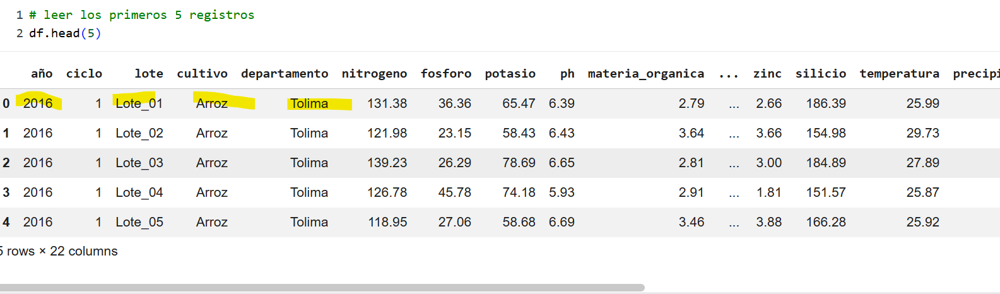 1 # leer los primeros 5 registros
2 df.head(5)
año ciclo lote cultivo departamento nitrogeno fosforo potasio ph materia_organica ... zinc silicio temperatura precipi
0 2016 1 Lote_01 Arroz Tolima 131.38 36.36 65.47 6.39 2.79 ... 2.66 186.39 25.99
1 2016 1 Lote_02 Arroz Tolima 121.98 23.15 58.43 6.43 3.64 ... 3.66 154.98 29.73
2 2016 1 Lote_03 Arroz Tolima 139.23 26.29 78.69 6.65 2.81 ... 3.00 184.89 27.89
3 2016 1 Lote_04 Arroz Tolima 126.78 45.78 74.18 5.93 2.91 ... 1.81 151.57 25.87
4 2016 1 Lote_05 Arroz Tolima 118.95 27.06 58.68 6.69 3.46 ... 3.88 166.28 25.92
5 rows × 22 columns